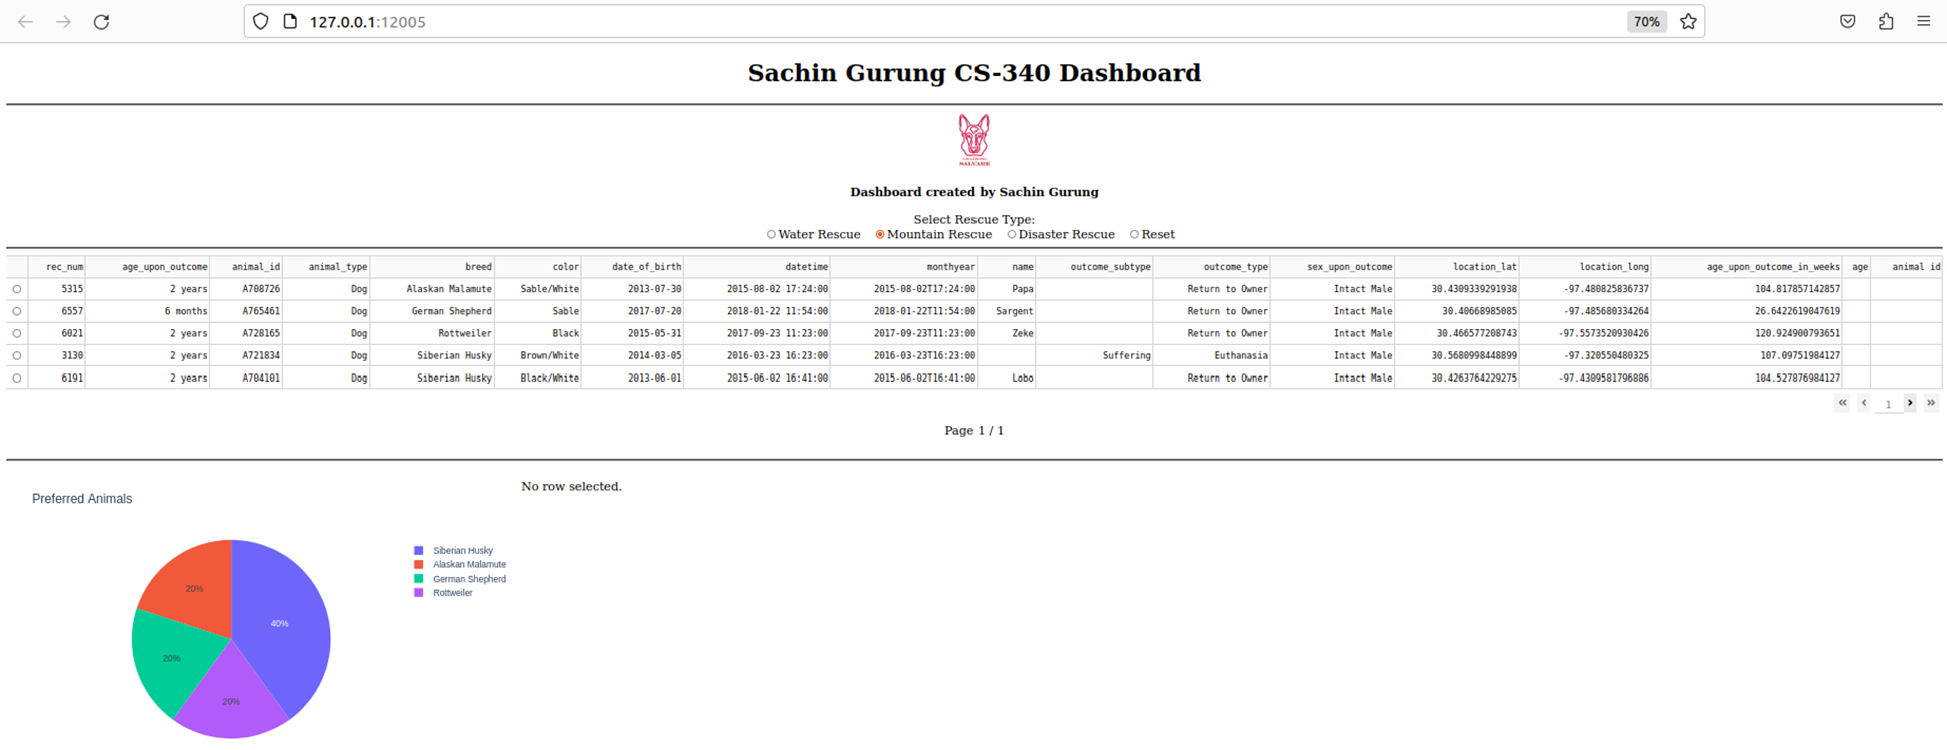 127.0.0.1:12005 70%
Sachin Gurung CS-340 Dashboard
SALVARE
Dashboard created by Sachin Gurung
Select Rescue Type:
Water Rescue Mountain Rescue Disaster Rescue Reset
rec_num age_upon_outcome animal_id animal_type breed color date_of_birth datetime monthyear name outcome_subtype outcome_type sex_upon_outcome location_lat location_long age_upon_outcome_in_weeks age animal id
5315 2 years A708726 Dog Alaskan Malamute Sable/White 2013-07-30 2015-08-02 17:24:00 2015-08-02T17:24:00 Papa Return to Owner Intact Male 30.4309339291938 -97.480825836737 104.817857142857
6557 6 months A765461 Dog German Shepherd Sable 2017-07-20 2018-01-22 11:54:00 2018-01-22T11:54:00 Sargent Return to Owner Intact Male 30.40668985085 -97.485680334264 26.6422619047619
6021 2 years A728165 Dog Rottweiler Black 2015-05-31 2017-09-23 11:23:00 2017-09-23T11:23:00 Zeke Return to Owner Intact Male 30.466577208743 -97.5573520930426 120.924900793651
3130 2 years A721834 Dog Siberian Husky Brown/White 2014-03-05 2016-03-23 16:23:00 2016-03-23T16:23:00 Suffering Euthanasia Intact Male 30.5680998448899 -97.320550480325 107.09751984127
6191 2 years A704101 Dog Siberian Husky Black/White 2013-06-01 2015-06-02 16:41:00 2015-06-02T16:41:00 Lobo Return to Owner Intact Male 30.4263764229275 -97.4309581796886 104.527876984127
« ‹ 1 › »
Page 1 / 1
Preferred Animals
No row selected.
Siberian Husky
Alaskan Malamute
German Shepherd
Rottweiler
20%
40%
20%
20%